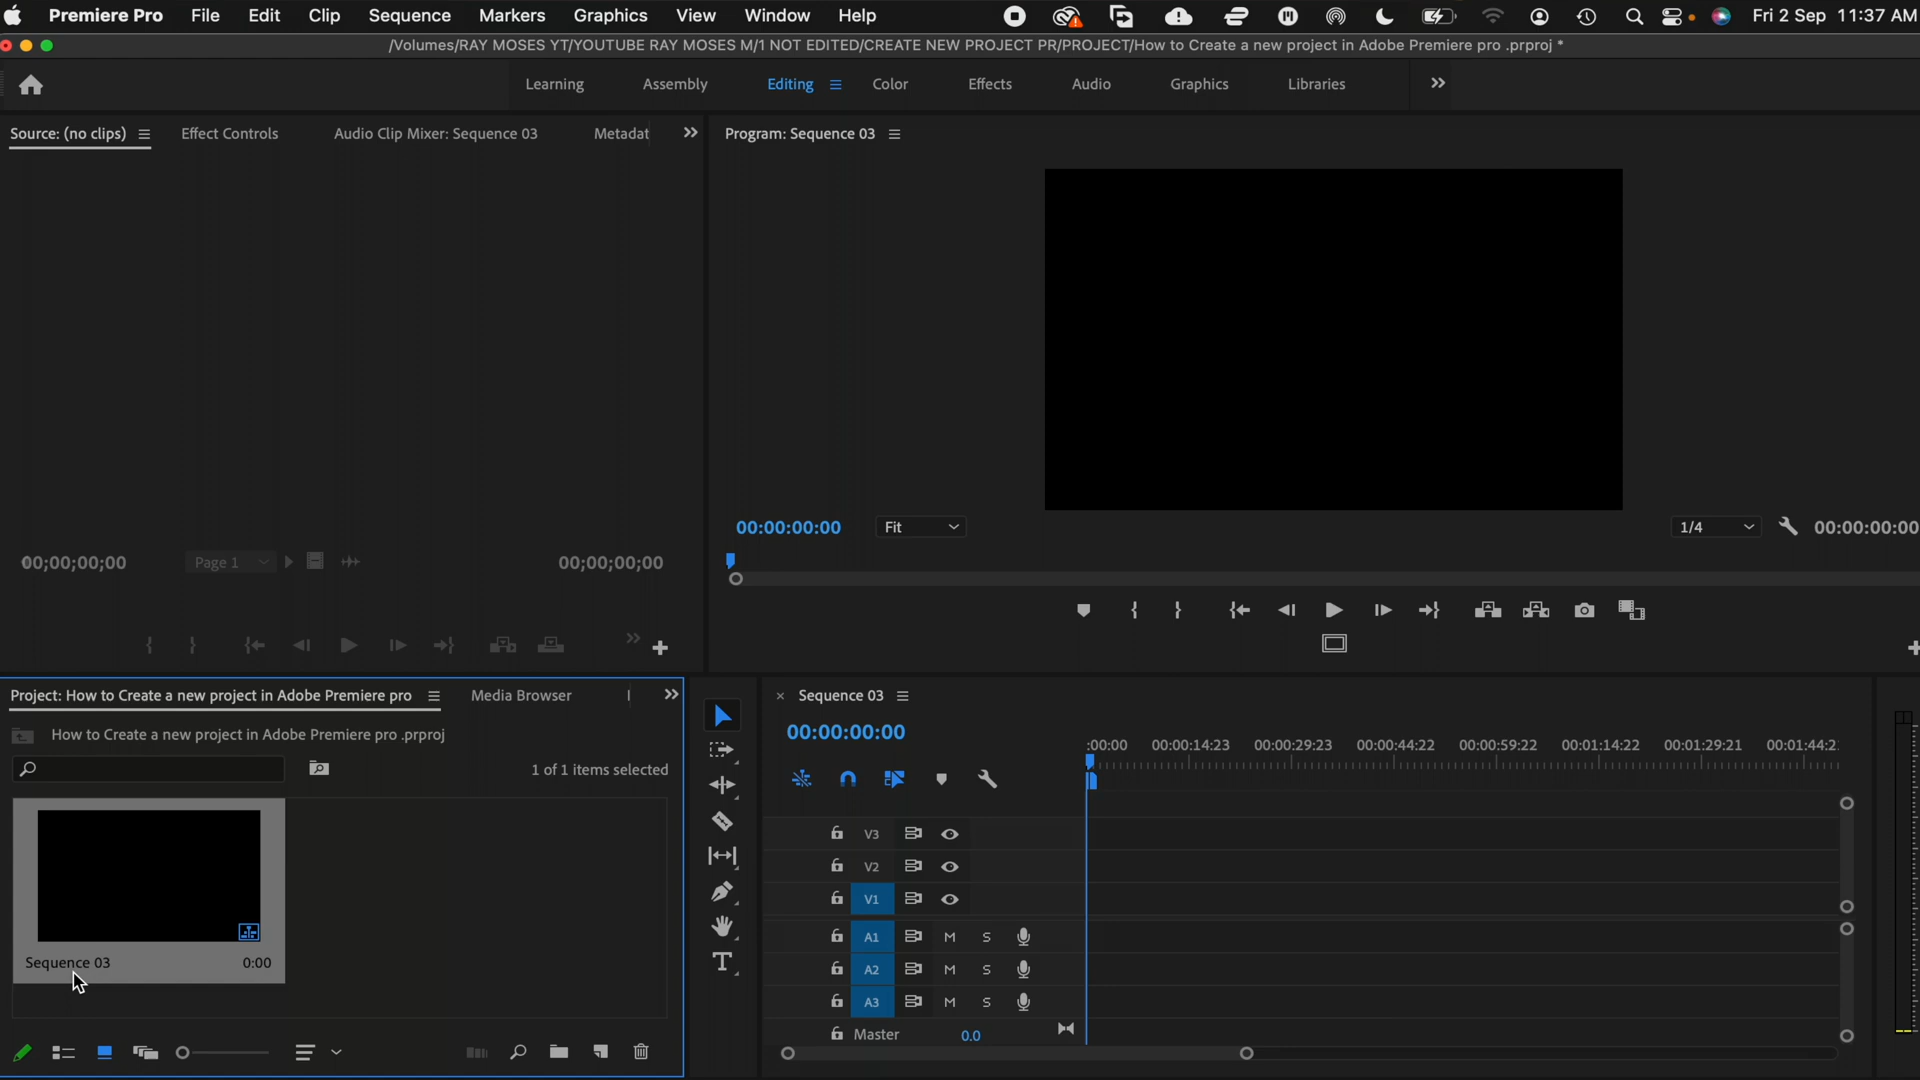 Premiere Pro File Edit Clip Sequence Markers Graphics View Window Help Fri 2 Sep 11:37 AM
/Volumes/RAY MOSES YT/YOUTUBE RAY MOSES M/1 NOT EDITED/CREATE NEW PROJECT PR/PROJECT/How to Create a new project in Adobe Premiere pro .prproj *
Learning Assembly Editing Color Effects Audio Graphics Libraries
Source: (no clips) Effect Controls Audio Clip Mixer: Sequence 03 Metadat
Program: Sequence 03
00:00:00:00 Fit 1/4 00:00:00:00
00;00;00;00 Page 1 00;00;00;00
Project: How to Create a new project in Adobe Premiere pro Media Browser
How to Create a new project in Adobe Premiere pro .prproj
1 of 1 items selected
Sequence 03 0:00
Sequence 03
00:00:00:00
:00:00 00:00:14:23 00:00:29:23 00:00:44:22 00:00:59:22 00:01:14:22 00:01:29:21 00:01:44:2
V3
V2
V1
A1 M S
A2 M S
A3 M S
Master 0.0